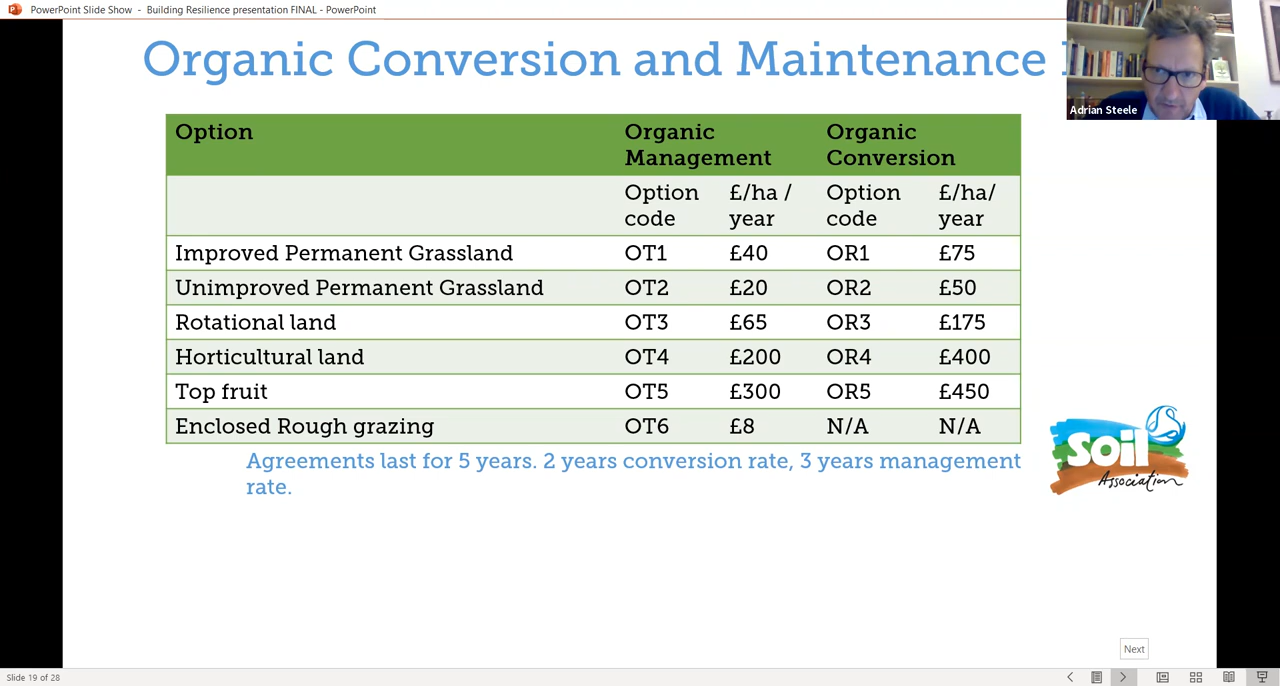 PowerPoint Slide Show - Building Resilience presentation FINAL - PowerPoint
Organic Conversion and Maintenance
Adrian Steele
Option Organic Management Organic Conversion
Option code £/ha / year Option code £/ha/ year
Improved Permanent Grassland OT1 £40 OR1 £75
Unimproved Permanent Grassland OT2 £20 OR2 £50
Rotational land OT3 £65 OR3 £175
Horticultural land OT4 £200 OR4 £400
Top fruit OT5 £300 OR5 £450
Enclosed Rough grazing OT6 £8 N/A N/A
Agreements last for 5 years. 2 years conversion rate, 3 years management
rate.
soil
Association
Next
Slide 19 of 28